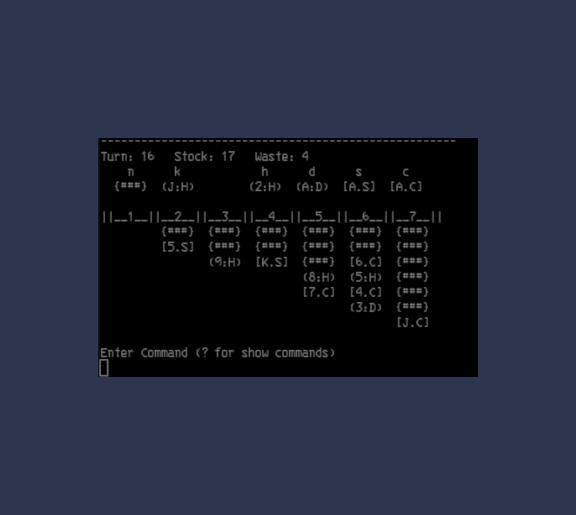 -----------------------------------------------------
Turn: 16   Stock: 17   Waste: 4
    n      k            h      d      s      c
  {###}  (J:H)        (2:H)  (A:D)  [A.S]  [A.C]
||__1__||__2__||__3__||__4__||__5__||__6__||__7__||
         {###}  {###}  {###}  {###}  {###}  {###}
         [5.S]  {###}  {###}  {###}  {###}  {###}
                (9:H)  [K.S]  {###}  [6.C]  {###}
                              (8:H)  (5:H)  {###}
                              [7.C]  [4.C]  {###}
                                     (3:D)  {###}
                                            [J.C]
Enter Command (? for show commands)